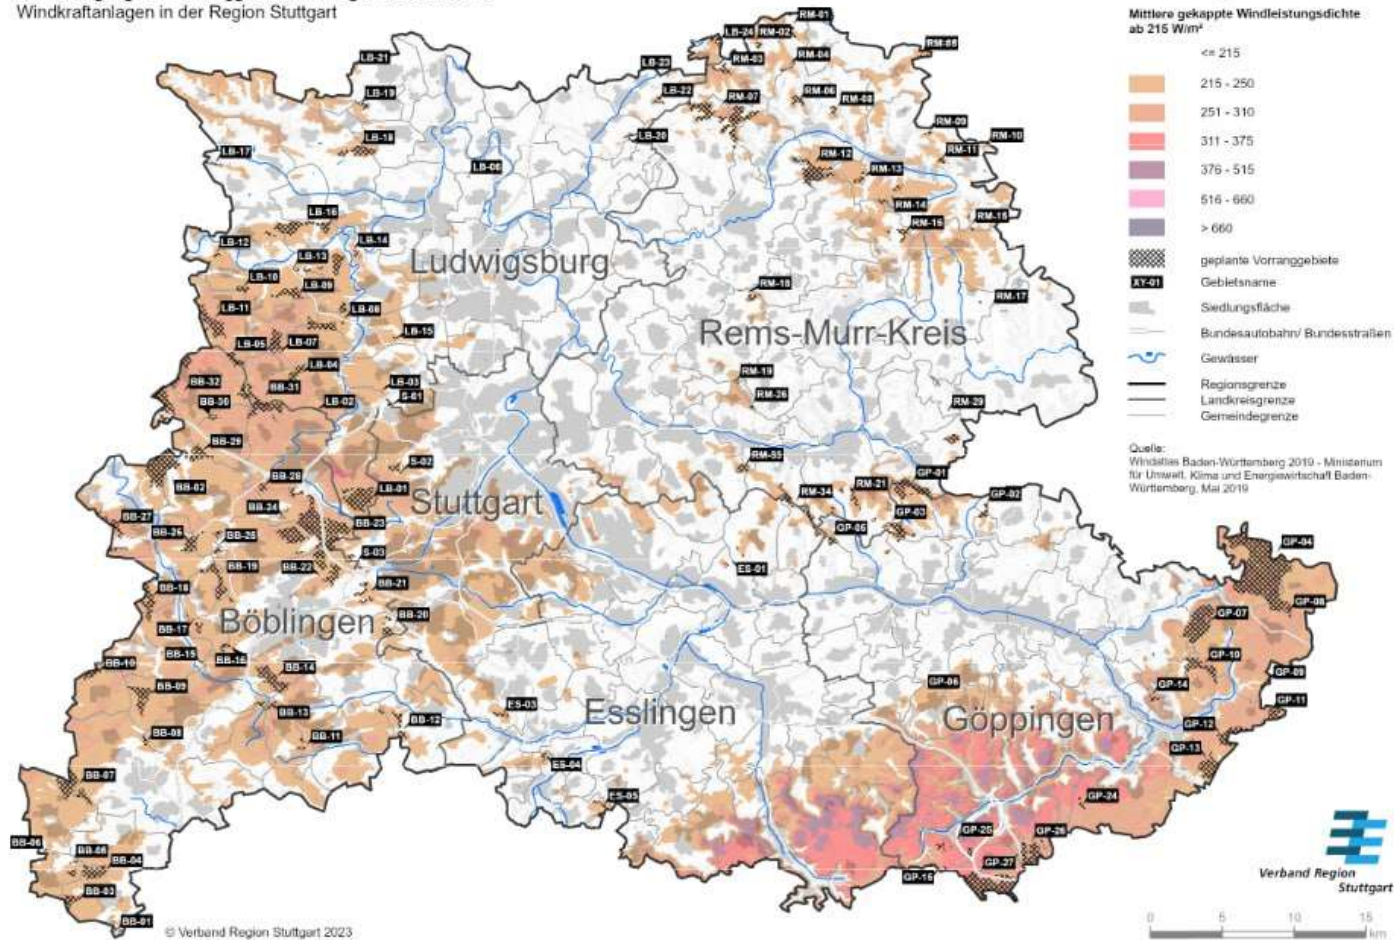 Windkraftanlagen in der Region Stuttgart
Mittlere gekappte Windleistungsdichte
ab 215 W/m²
<= 215
215 - 250
251 - 310
311 - 375
376 - 515
516 - 660
> 660
geplante Vorranggebiete
XY-01 Gebietsname
Siedlungsfläche
Bundesautobahn/ Bundesstraßen
Gewässer
Regionsgrenze
Landkreisgrenze
Gemeindegrenze
Quelle:
Windatlas Baden-Württemberg 2019 - Ministerium
für Umwelt, Klima und Energiewirtschaft Baden-
Württemberg, Mai 2019
RM-01
LB-24 RM-02
LB-21
LB-23
RM-03
RM-04
LB-19
LB-22
RM-07
RM-06
RM-08
RM-09
RM-10
LB-18
LB-20
LB-17
LB-06
RM-12
RM-11
RM-13
LB-16
RM-14
RM-15
RM-16
LB-12
LB-14
LB-13
Ludwigsburg
LB-10
LB-09
RM-18
RM-17
LB-11
LB-08
LB-15
Rems-Murr-Kreis
LB-05
LB-07
LB-04
RM-19
BB-32
BB-31
LB-03
S-01
RM-26
BB-30
LB-02
RM-29
BB-29
RM-35
S-02
BB-28
GP-01
BB-02
LB-01
Stuttgart
RM-34
RM-21
GP-02
BB-24
GP-03
BB-27
BB-23
GP-05
BB-26
BB-25
GP-04
S-03
BB-19
BB-22
ES-01
BB-21
BB-18
GP-08
BB-20
GP-07
Böblingen
BB-17
BB-15
BB-16
GP-10
BB-10
BB-14
GP-09
BB-09
GP-06
GP-14
GP-11
ES-03
BB-13
BB-12
Esslingen
Göppingen
GP-12
BB-08
BB-11
GP-13
ES-04
BB-07
ES-05
GP-24
BB-06
GP-25
GP-26
BB-05
BB-04
GP-27
GP-15
BB-03
BB-01
© Verband Region Stuttgart 2023
Verband Region
Stuttgart
0 5 10 15
km